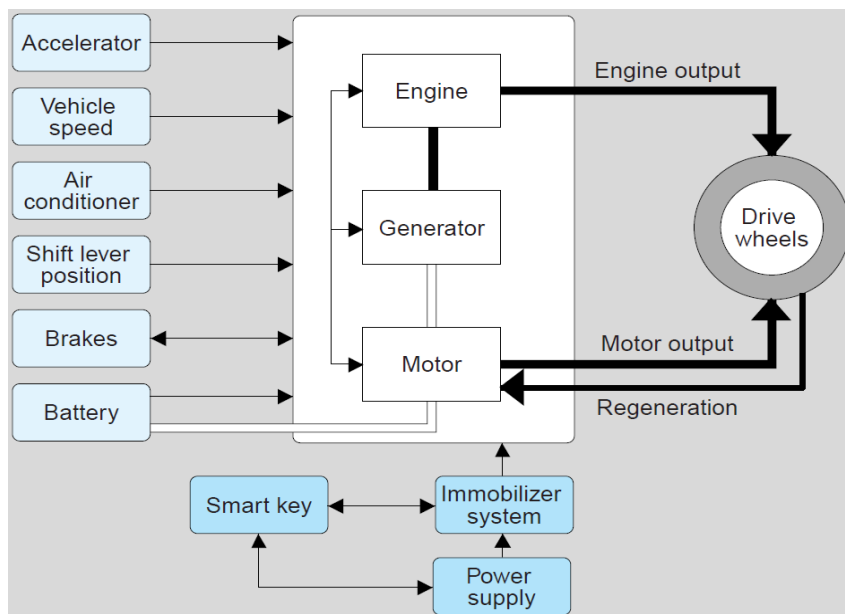 Accelerator
Vehicle
speed
Air
conditioner
Shift lever
position
Brakes
Battery
Engine
Generator
Motor
Engine output
Drive
wheels
Motor output
Regeneration
Smart key
Immobilizer
system
Power
supply